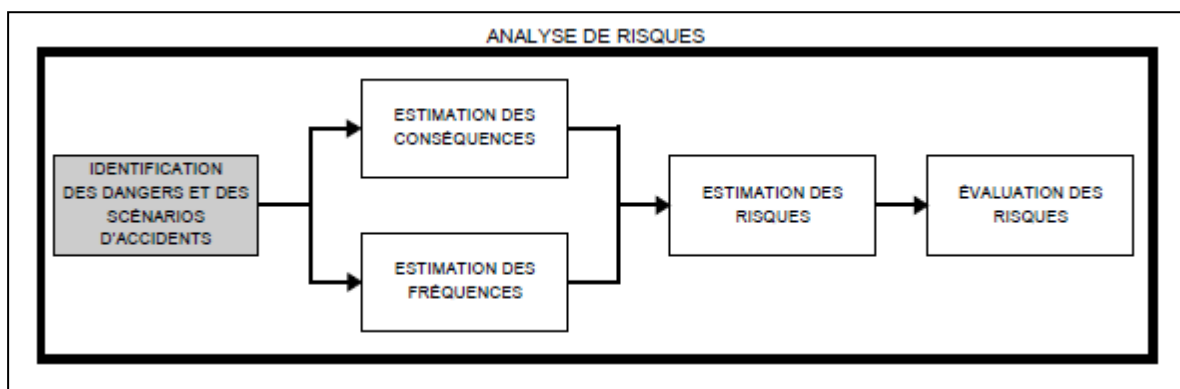 ANALYSE DE RISQUES
IDENTIFICATION
DES DANGERS ET DES
SCÉNARIOS
D'ACCIDENTS
ESTIMATION DES
CONSÉQUENCES
ESTIMATION DES
FRÉQUENCES
ESTIMATION DES
RISQUES
ÉVALUATION DES
RISQUES